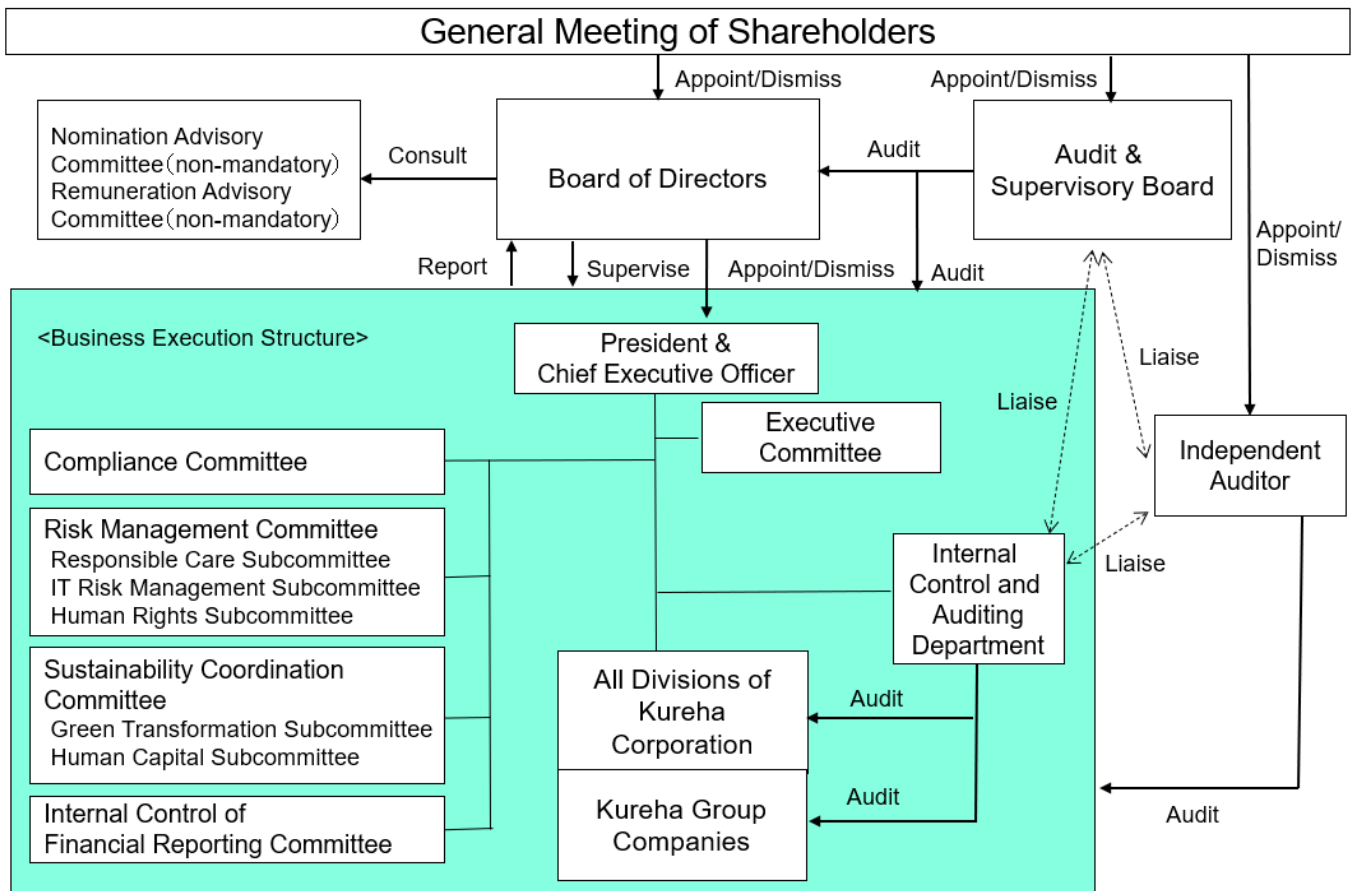 General Meeting of Shareholders
Appoint/Dismiss
Appoint/Dismiss
Nomination Advisory
Committee（non-mandatory）
Remuneration Advisory
Committee（non-mandatory）
Consult
Board of Directors
Audit
Audit &
Supervisory Board
Appoint/
Dismiss
Report
Supervise
Appoint/Dismiss
Audit
<Business Execution Structure>
President &
Chief Executive Officer
Liaise
Liaise
Executive
Committee
Compliance Committee
Independent
Auditor
Risk Management Committee
Responsible Care Subcommittee
IT Risk Management Subcommittee
Human Rights Subcommittee
Internal
Control and
Auditing
Department
Liaise
Sustainability Coordination
Committee
Green Transformation Subcommittee
Human Capital Subcommittee
All Divisions of
Kureha
Corporation
Audit
Internal Control of
Financial Reporting Committee
Kureha Group
Companies
Audit
Audit